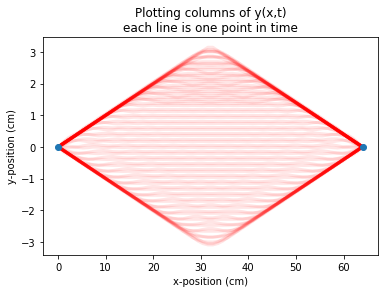 Plotting columns of y(x,t)
each line is one point in time
3
2
1
0
−1
−2
−3
y-position (cm)
0 10 20 30 40 50 60
x-position (cm)